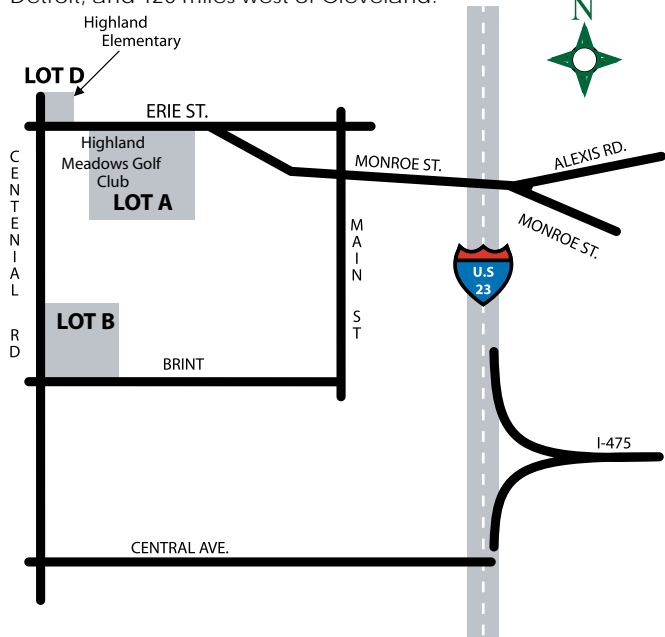 Detroit, and 120 miles west of Cleveland.
N
Highland
Elementary
LOT D
ERIE ST.
Highland
Meadows Golf
Club
LOT A
MONROE ST.
ALEXIS RD.
MONROE ST.
CENTENIAL RD
MAIN ST
U.S
23
LOT B
BRINT
I-475
CENTRAL AVE.